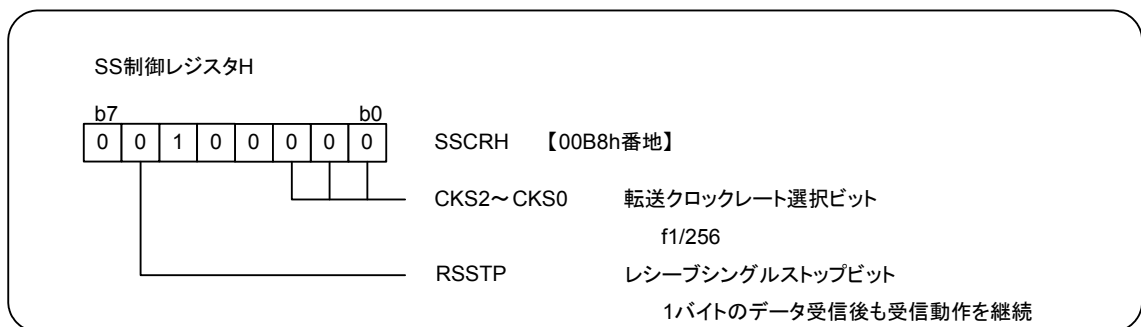 SS制御レジスタH
b7 b0
0 0 1 0 0 0 0 0 SSCRH 【00B8h番地】
CKS2～CKS0 転送クロックレート選択ビット
f1/256
RSSTP レシーブシングルストップビット
1バイトのデータ受信後も受信動作を継続